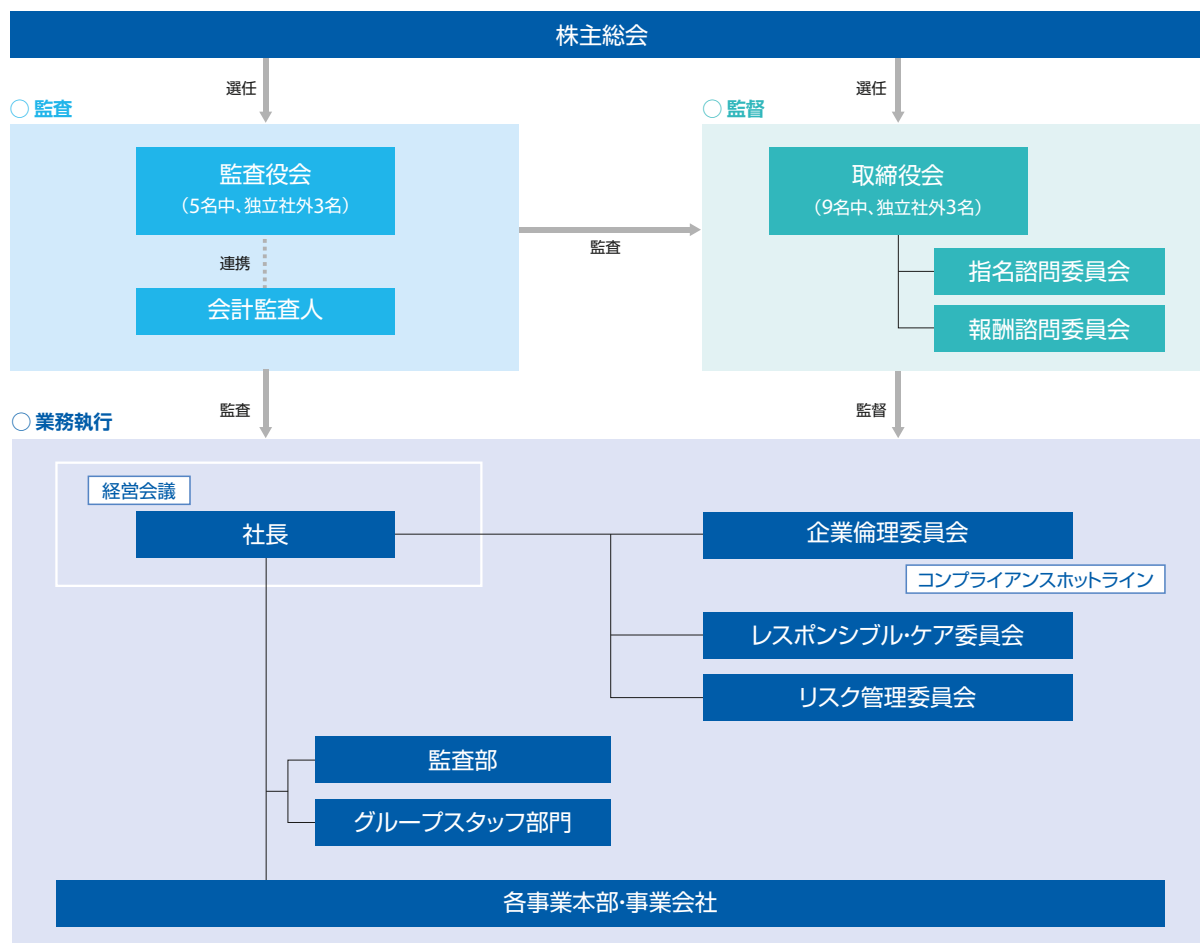 株主総会
選任
選任
○ 監査
○ 監督
監査役会
（5名中、独立社外3名）
取締役会
（9名中、独立社外3名）
監査
連携
会計監査人
指名諮問委員会
報酬諮問委員会
監査
監督
○ 業務執行
経営会議
社長
企業倫理委員会
コンプライアンスホットライン
レスポンシブル・ケア委員会
リスク管理委員会
監査部
グループスタッフ部門
各事業本部・事業会社